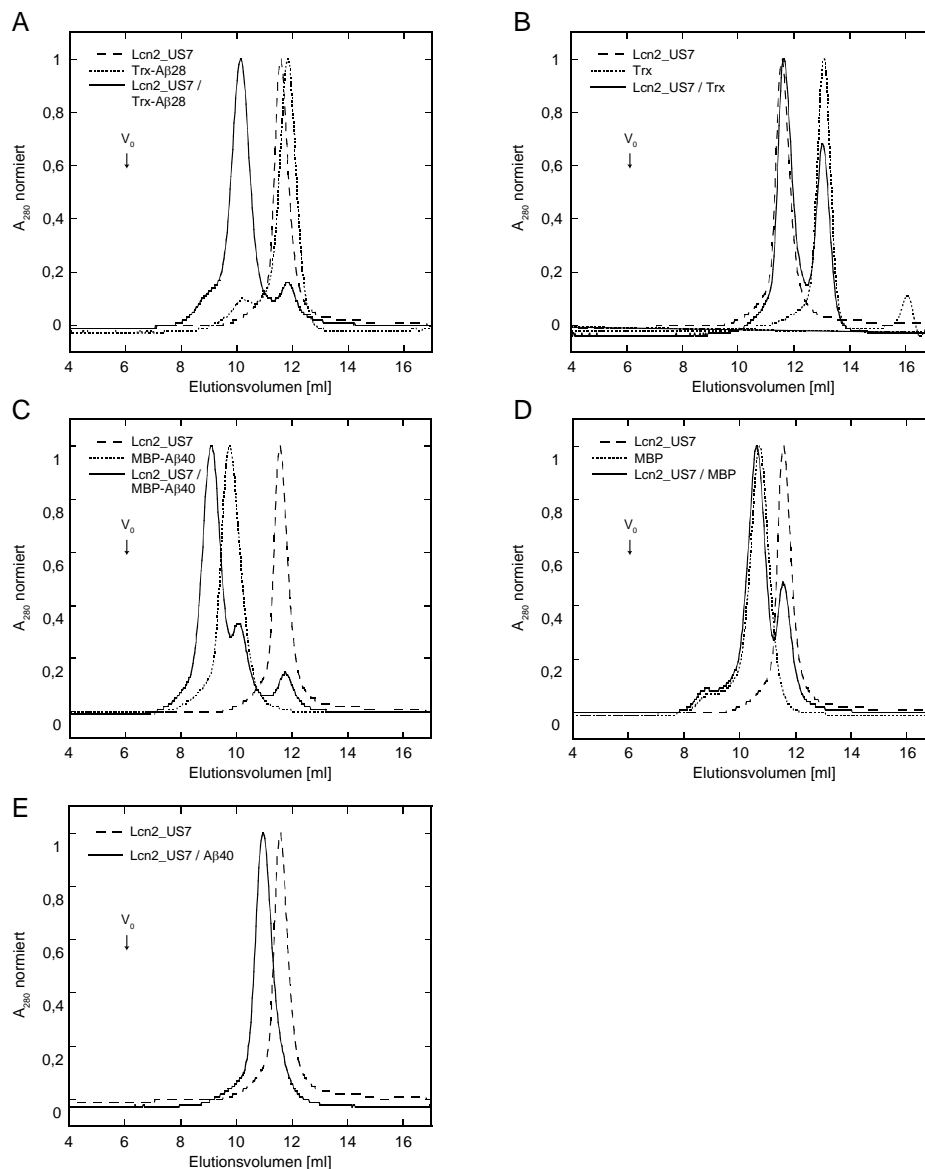 A
Lcn2_US7
Trx-Aβ28
Lcn2_US7 /
Trx-Aβ28
V0
A280 normiert
1
0,8
0,6
0,4
0,2
0
4 6 8 10 12 14 16
Elutionsvolumen [ml]
B
Lcn2_US7
Trx
Lcn2_US7 / Trx
V0
A280 normiert
1
0,8
0,6
0,4
0,2
0
4 6 8 10 12 14 16
Elutionsvolumen [ml]
C
Lcn2_US7
MBP-Aβ40
Lcn2_US7 /
MBP-Aβ40
V0
A280 normiert
1
0,8
0,6
0,4
0,2
0
4 6 8 10 12 14 16
Elutionsvolumen [ml]
D
Lcn2_US7
MBP
Lcn2_US7 / MBP
V0
A280 normiert
1
0,8
0,6
0,4
0,2
0
4 6 8 10 12 14 16
Elutionsvolumen [ml]
E
Lcn2_US7
Lcn2_US7 / Aβ40
V0
A280 normiert
1
0,8
0,6
0,4
0,2
0
4 6 8 10 12 14 16
Elutionsvolumen [ml]